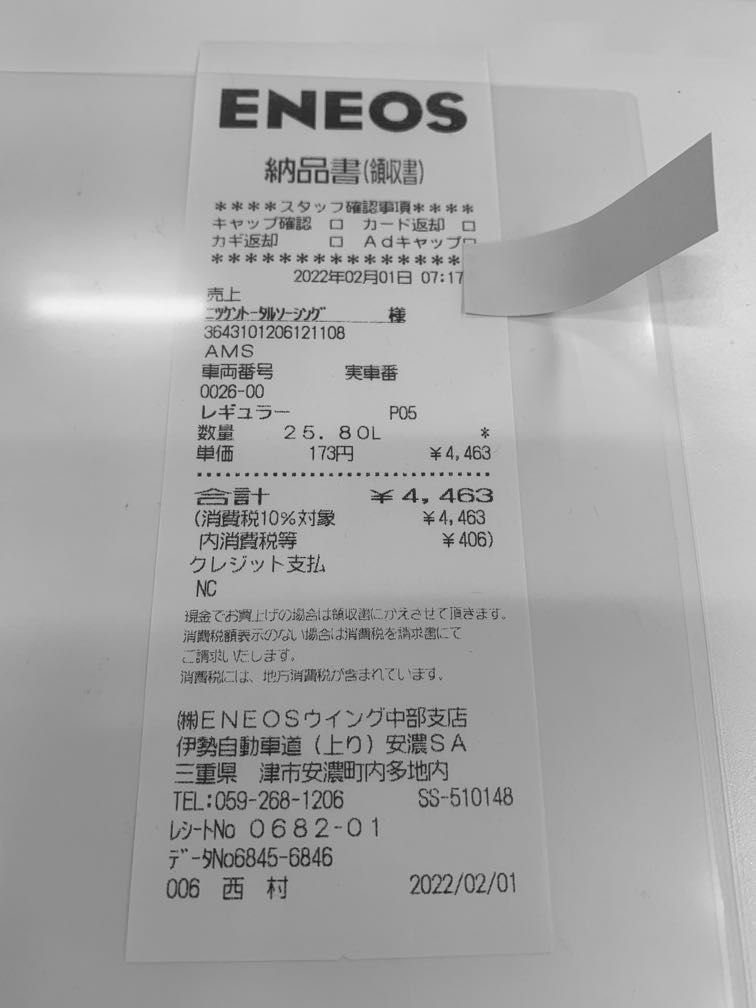 ENEOS
納品書(領収書)
****スタッフ確認事項****
キャップ確認 □ カード返却 □
カギ返却 □ Adキャップ□
******************
2022年02月01日 07:17
売上
ニツケントータルソーシング 様
3643101206121108
AMS
車両番号 実車番
0026-00
レギュラー P05
数量 25.80L *
単価 173円 ¥4,463
合計 ¥4,463
(消費税10%対象 ¥4,463
内消費税等 ¥406)
クレジット支払
NC
現金でお買上げの場合は領収書にかえさせて頂きます。
消費税額表示のない場合は消費税を請求書にて
ご請求いたします。
消費税には、地方消費税が含まれています。
㈱ENEOSウイング中部支店
伊勢自動車道(上り)安濃SA
三重県 津市安濃町内多地内
TEL:059-268-1206 SS-510148
レシートNo 0682-01
データNo6845-6846
006 西 村 2022/02/01